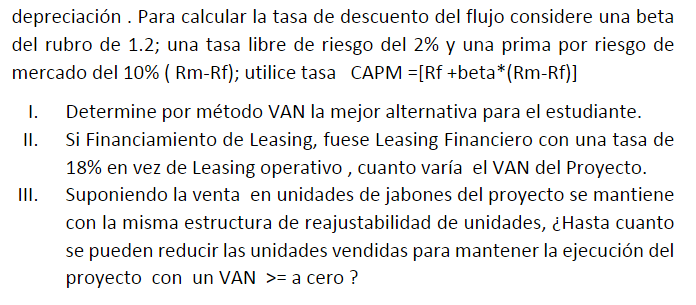 depreciación . Para calcular la tasa de descuento del flujo considere una beta
del rubro de 1.2; una tasa libre de riesgo del 2% y una prima por riesgo de
mercado del 10% ( Rm-Rf); utilice tasa CAPM =[Rf +beta*(Rm-Rf)]
I. Determine por método VAN la mejor alternativa para el estudiante.
II. Si Financiamiento de Leasing, fuese Leasing Financiero con una tasa de
18% en vez de Leasing operativo , cuanto varía el VAN del Proyecto.
III. Suponiendo la venta en unidades de jabones del proyecto se mantiene
con la misma estructura de reajustabilidad de unidades, ¿Hasta cuanto
se pueden reducir las unidades vendidas para mantener la ejecución del
proyecto con un VAN >= a cero ?